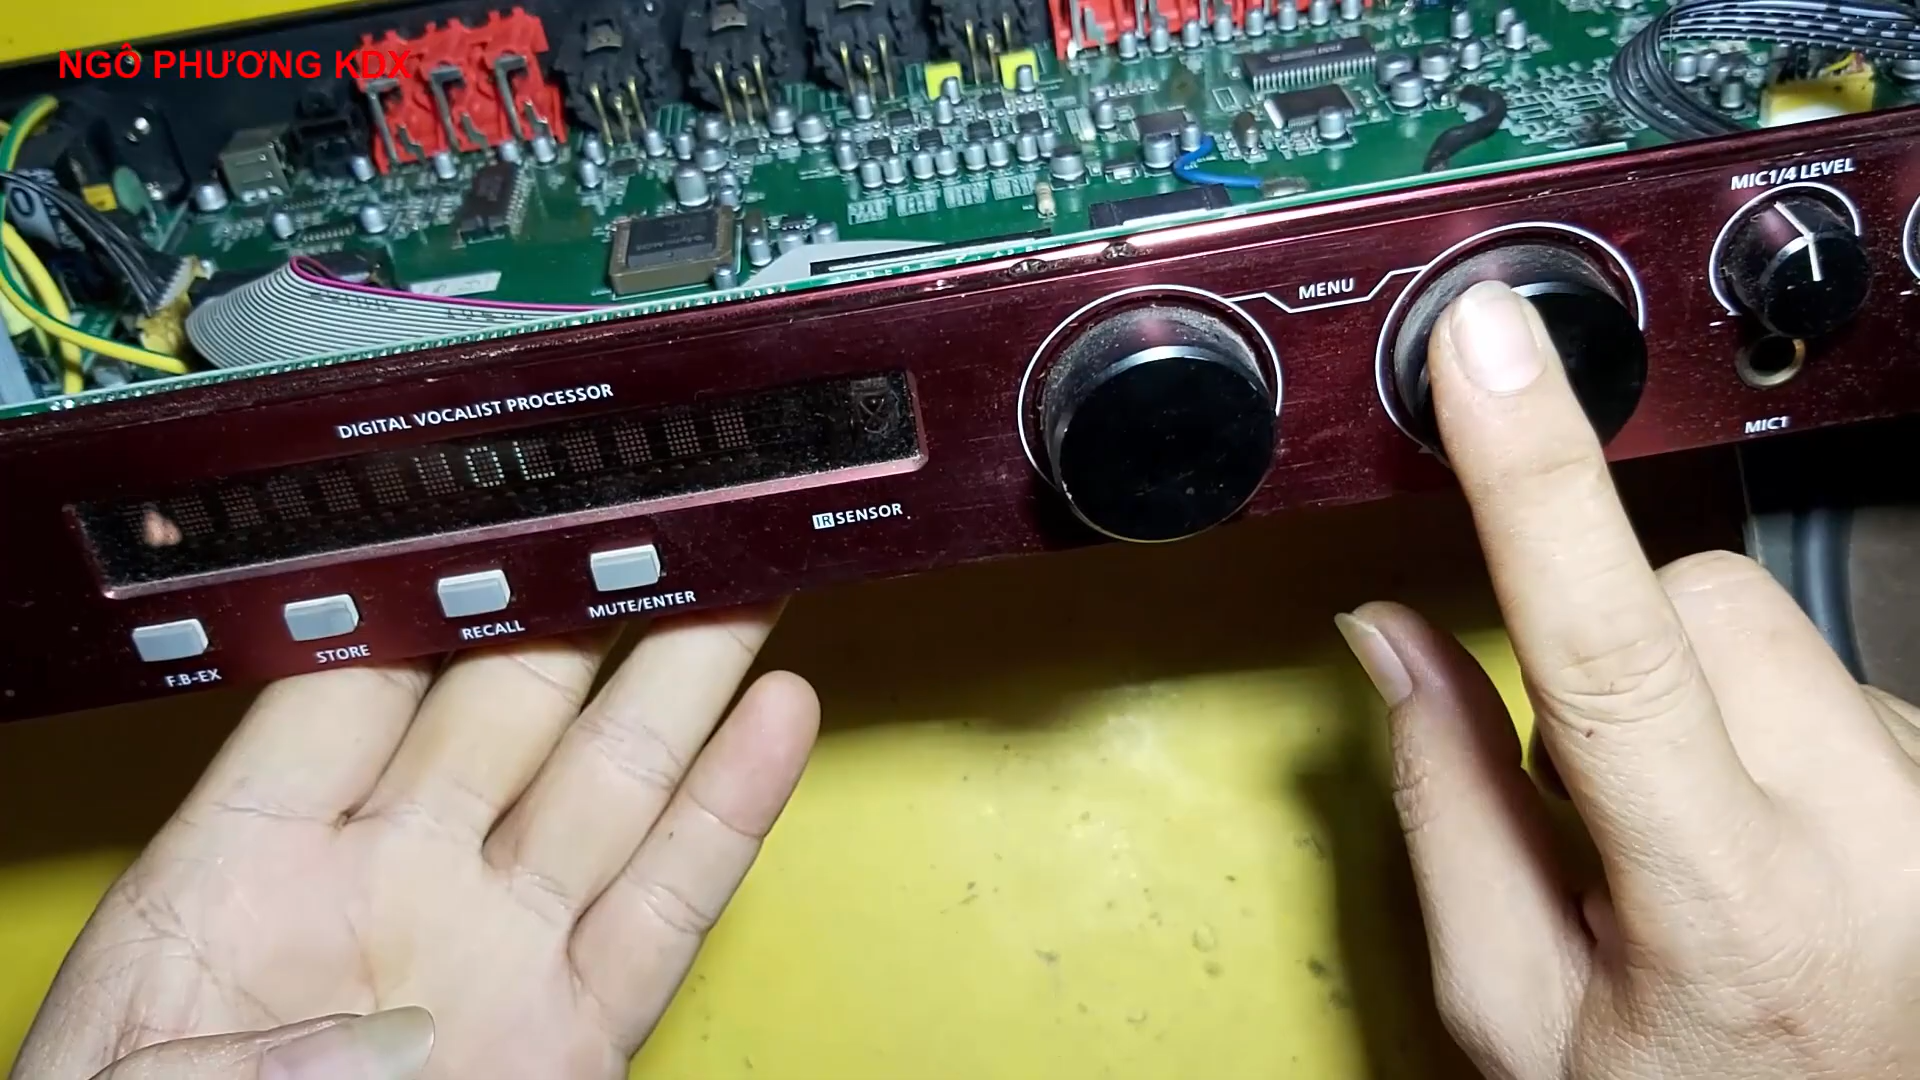 NGÔ PHƯƠNG KDX
MIC1/4 LEVEL
MENU
DIGITAL VOCALIST PROCESSOR
MIC1
IR SENSOR
MUTE/ENTER
RECALL
STORE
F.B-EX